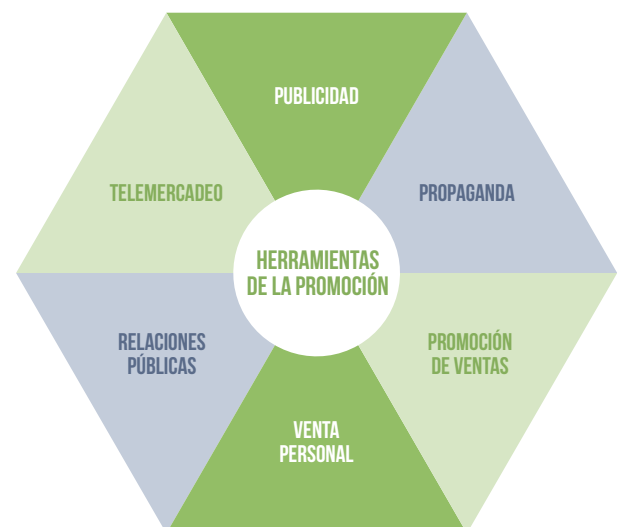 PUBLICIDAD
TELEMERCADEO
PROPAGANDA
HERRAMIENTAS
DE LA PROMOCIÓN
RELACIONES
PÚBLICAS
PROMOCIÓN
DE VENTAS
VENTA
PERSONAL